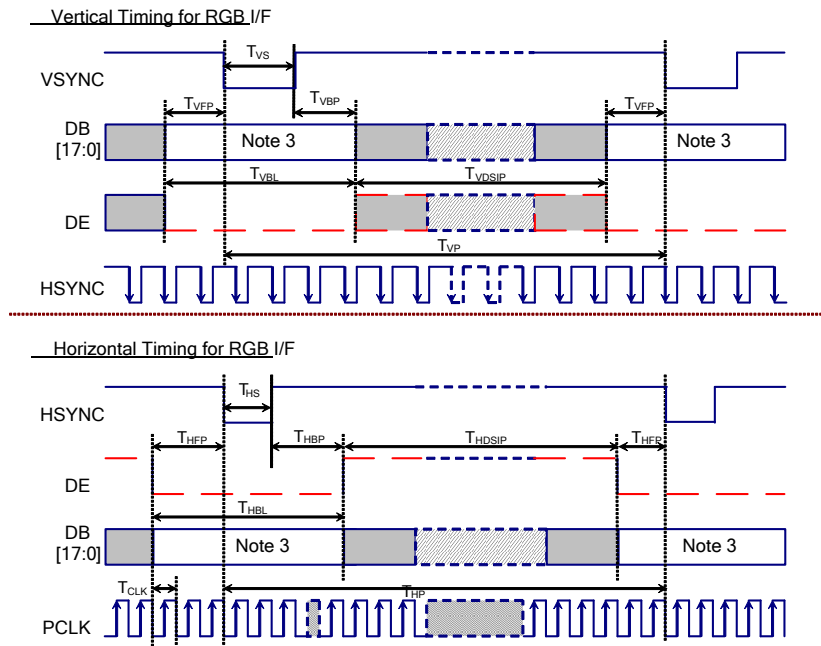 Vertical Timing for RGB I/F
TVS
VSYNC
TVFP
TVBP
TVFP
DB
[17:0]
Note 3
Note 3
TVBL
TVDSIP
DE
TVP
HSYNC
Horizontal Timing for RGB I/F
THS
HSYNC
THFP
THBP
THDSIP
THFP
DE
THBL
DB
[17:0]
Note 3
Note 3
TCLK
THP
PCLK